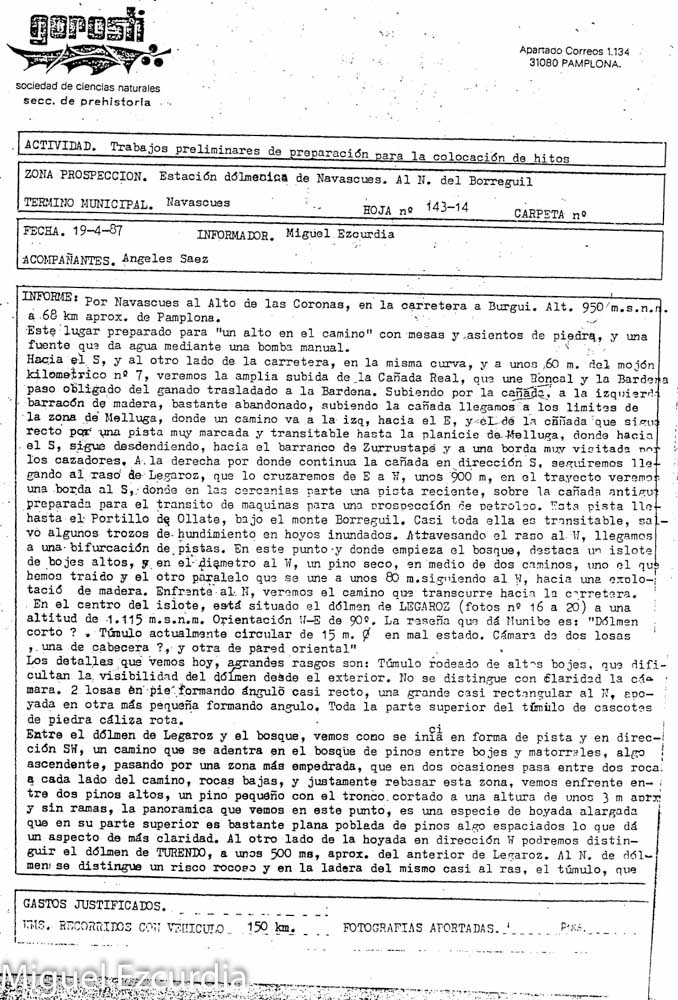 gorosti
sociedad de ciencias naturales
secc. de prehistoria
Apartado Correos 1.134
31080 PAMPLONA.
ACTIVIDAD. Trabajos preliminares de preparación para la colocación de hitos
ZONA PROSPECCION. Estación dólmenica de Navascues. Al N. del Borreguil
TERMINO MUNICIPAL. Navascues HOJA nº 143-14 CARPETA nº
FECHA. 19-4-87 INFORMADOR. Miguel Ezcurdia
ACOMPAÑANTES. Angeles Saez
INFORME: Por Navascues al Alto de las Coronas, en la carretera a Burgui. Alt. 950 m.s.n.m.
a 68 km aprox. de Pamplona.
Este lugar preparado para "un alto en el camino" con mesas y asientos de piedra, y una
fuente que da agua mediante una bomba manual.
Hacia el S, y al otro lado de la carretera, en la misma curva, y a unos 60 m. del mojón
kilometrico nº 7, veremos la amplia subida de la Cañada Real, que une Roncal y la Bardena
paso obligado del ganado trasladado a la Bardena. Subiendo por la cañada, a la izquierda
barracón de madera, bastante abandonado, subiendo la cañada llegamos a los limites de
la zona de Melluga, donde un camino va a la izq, hacia el E, y el de la cañada que sigue
recto por una pista muy marcada y transitable hasta la planicie de Melluga, donde hacia
el S, sigue desdendiendo, hacia el barranco de Zurrustape y a una borda muy visitada por
los cazadores. A la derecha por donde continua la cañada en dirección S, seguiremos lle-
gando al raso de Legaroz, que lo cruzaremos de E a W, unos 900 m, en el trayecto veremos
una borda al S, donde en las cercanias parte una pista reciente, sobre la cañada antigua
preparada para el transito de maquinas para una prospección de petroleo. Esta pista lle
hasta el Portillo de Ollate, bajo el monte Borreguil. Casi toda ella es transitable, sal-
vo algunos trozos de hundimiento en hoyos inundados. Attavesando el raso al W, llegamos
a una bifurcación de pistas. En este punto y donde empieza el bosque, destaca un islote
de bojes altos, y en el diametro al W, un pino seco, en medio de dos caminos, uno el que
hemos traido y el otro paralelo que se une a unos 80 m.siguiendo al W, hacia una explo-
tació de madera. Enfrente al N, veremos el camino que transcurre hacia la carretera.
En el centro del islote, está situado el dólmen de LEGAROZ (fotos nº 16 a 20) a una
altitud de 1.115 m.s.n.m. Orientación W-E de 90º. La reseña que dá Munibe es: "Dólmen
corto ? . Túmulo actualmente circular de 15 m. Ø en mal estado. Cámara de dos losas
, una de cabecera ?, y otra de pared oriental"
Los detalles que vemos hoy, agrandes rasgos son: Túmulo rodeado de altos bojes, que difi-
cultan la visibilidad del dólmen desde el exterior. No se distingue con claridad la cá-
mara. 2 losas en pie formando ángulo casi recto, una grande casi rectangular al N, apo-
yada en otra más pequeña formando angulo. Toda la parte superior del túmulo de cascotes
de piedra cáliza rota.
Entre el dólmen de Legaroz y el bosque, vemos como se inicia en forma de pista y en direc-
ción SW, un camino que se adentra en el bosque de pinos entre bojes y matorrales, algo
ascendente, pasando por una zona más empedrada, que en dos ocasiones pasa entre dos roca
a cada lado del camino, rocas bajas, y justamente rebasar esta zona, vemos enfrente en-
tre dos pinos altos, un pino pequeño con el tronco cortado a una altura de unos 3 m aprx
y sin ramas, la panoramica que vemos en este punto, es una especie de hoyada alargada
que en su parte superior es bastante plana poblada de pinos algo espaciados lo que dá
un aspecto de más claridad. Al otro lado de la hoyada en dirección W podremos distin-
guir el dólmen de TURENDO, a unos 500 ms, aprox. del anterior de Legaroz. Al N. de dól-
men se distingue un risco rocoso y en la ladera del mismo casi al ras, el túmulo, que
GASTOS JUSTIFICADOS.
KMS. RECORRIDOS CON VEHICULO 150 km. FOTOGRAFIAS APORTADAS. Ptas.
Miguel Ezcurdia